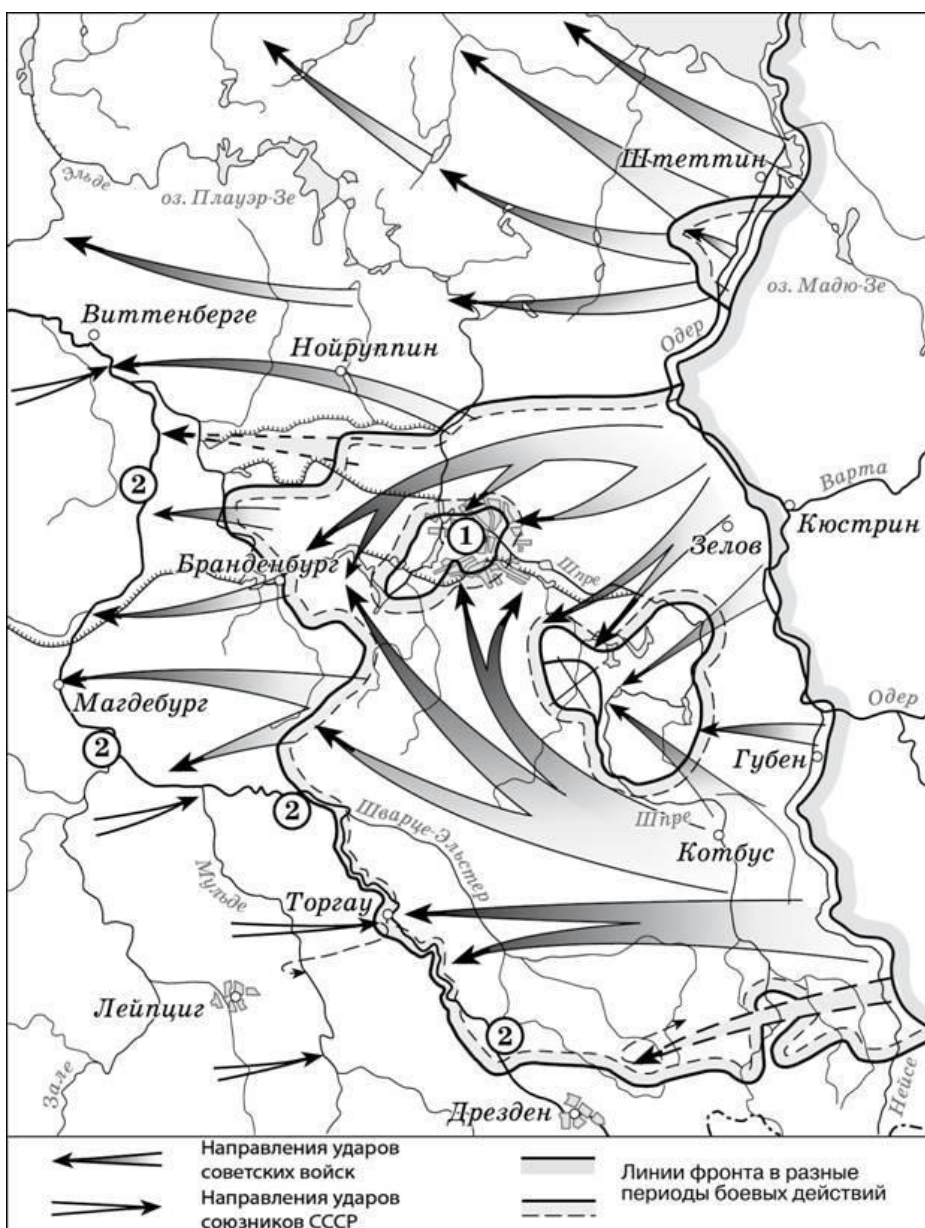 Штеттин
Эльде
оз. Плауэр-Зе
оз. Мадю-Зе
Виттенберге
Одер
Нойруппин
2
Варта
Кюстрин
1
Зелов
Бранденбург
Шпре
Магдебург
Одер
2
Губен
2
Шпре
Котбус
Шварце-Эльстер
Мульде
Торгау
Лейпциг
2
Зале
Нейсе
Дрезден
Направления ударов
советских войск
Направления ударов
союзников СССР
Линии фронта в разные
периоды боевых действий